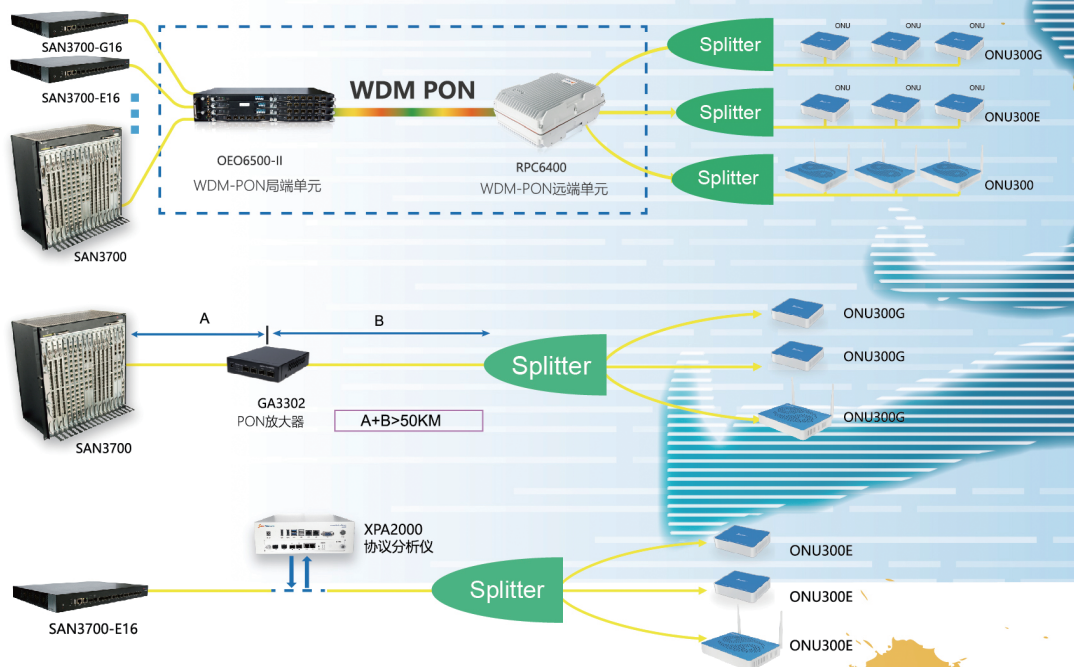 SAN3700-G16
SAN3700-E16
SAN3700
OEO6500-II
WDM-PON局端单元
WDM PON
RPC6400
WDM-PON远端单元
Splitter
ONU
ONU
ONU
ONU300G
Splitter
ONU
ONU
ONU
ONU300E
Splitter
ONU300
SAN3700
A
B
GA3302
PON放大器
A+B>50KM
Splitter
ONU300G
ONU300G
ONU300G
SAN3700-E16
XPA2000
协议分析仪
Splitter
ONU300E
ONU300E
ONU300E